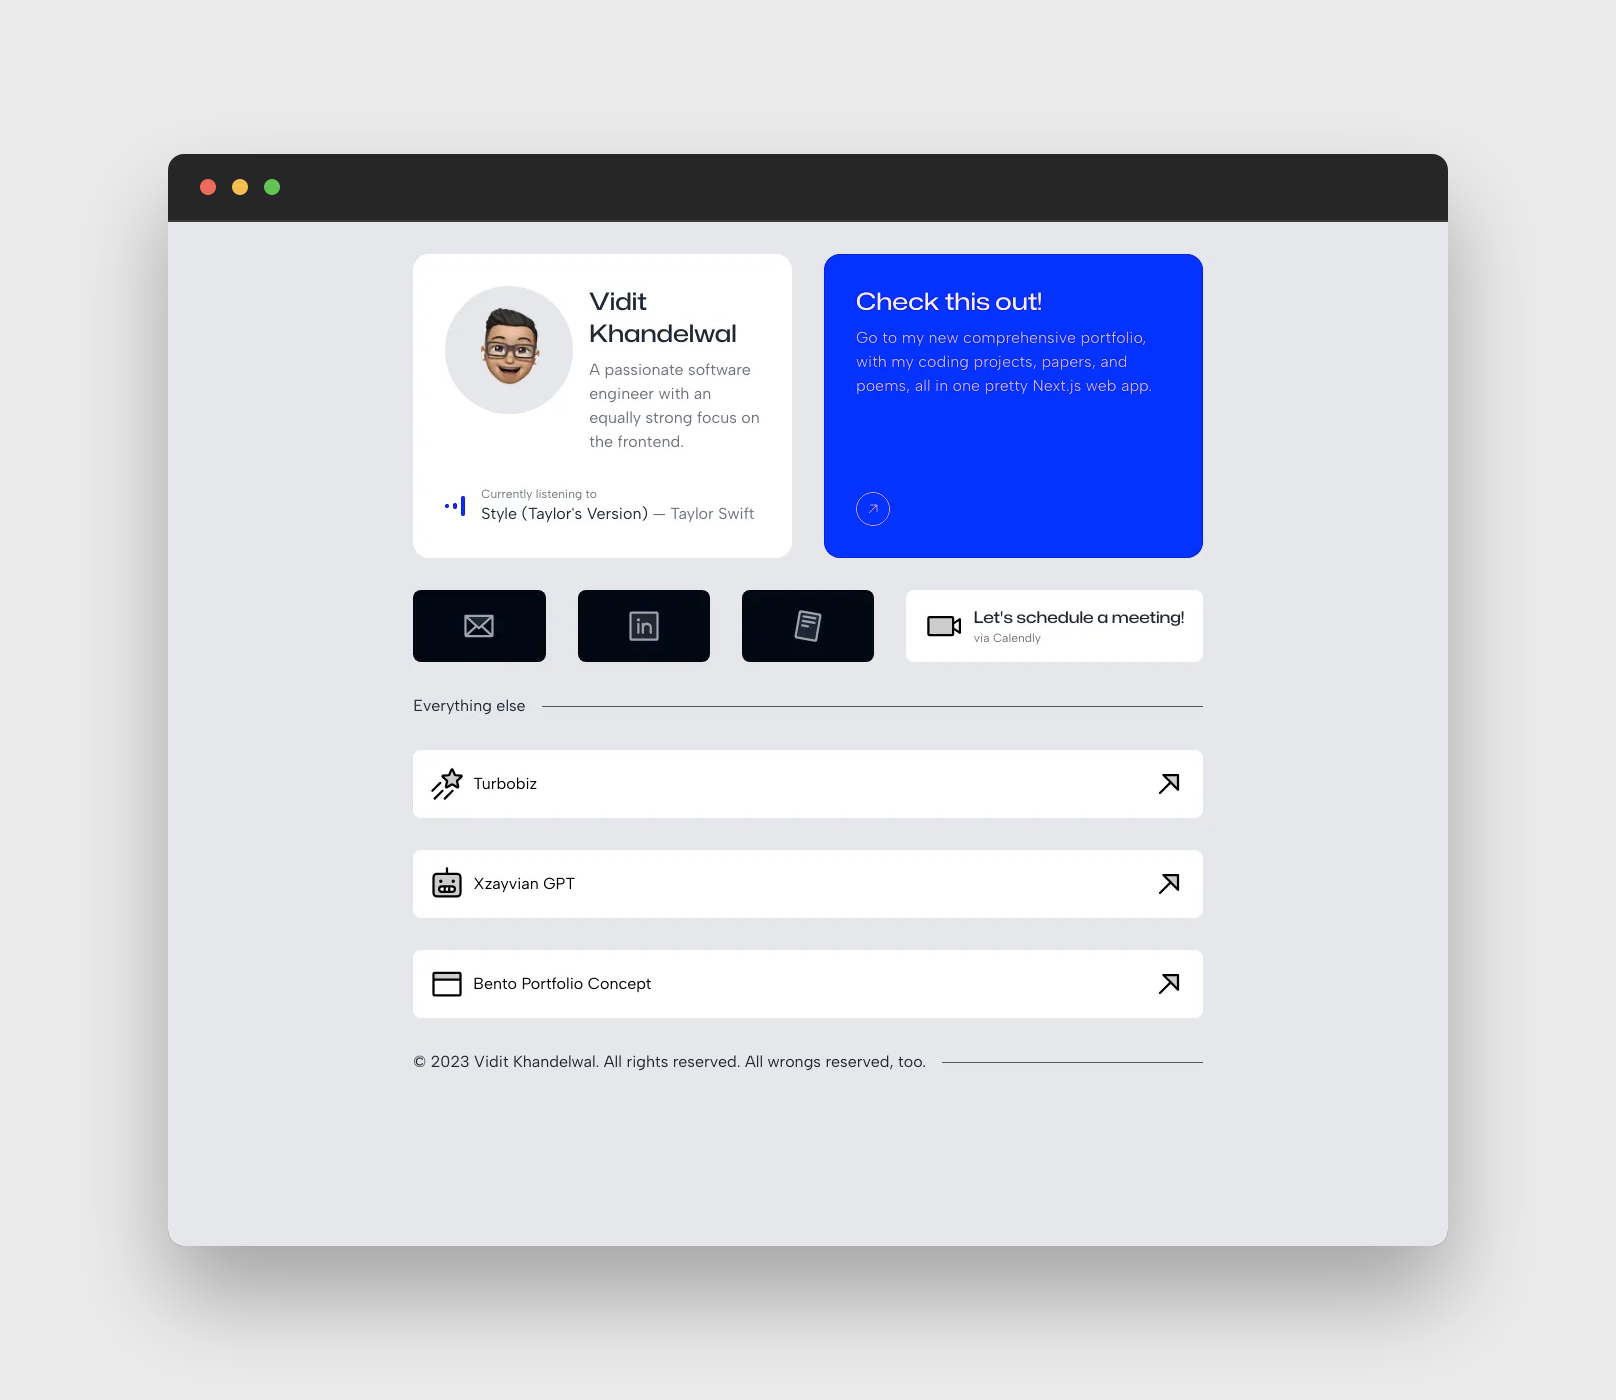 Vidit
Khandelwal
A passionate software
engineer with an
equally strong focus on
the frontend.
Currently listening to
Style (Taylor's Version) — Taylor Swift
Check this out!
Go to my new comprehensive portfolio,
with my coding projects, papers, and
poems, all in one pretty Next.js web app.
in
Let's schedule a meeting!
via Calendly
Everything else
Turbobiz
Xzayvian GPT
Bento Portfolio Concept
© 2023 Vidit Khandelwal. All rights reserved. All wrongs reserved, too.